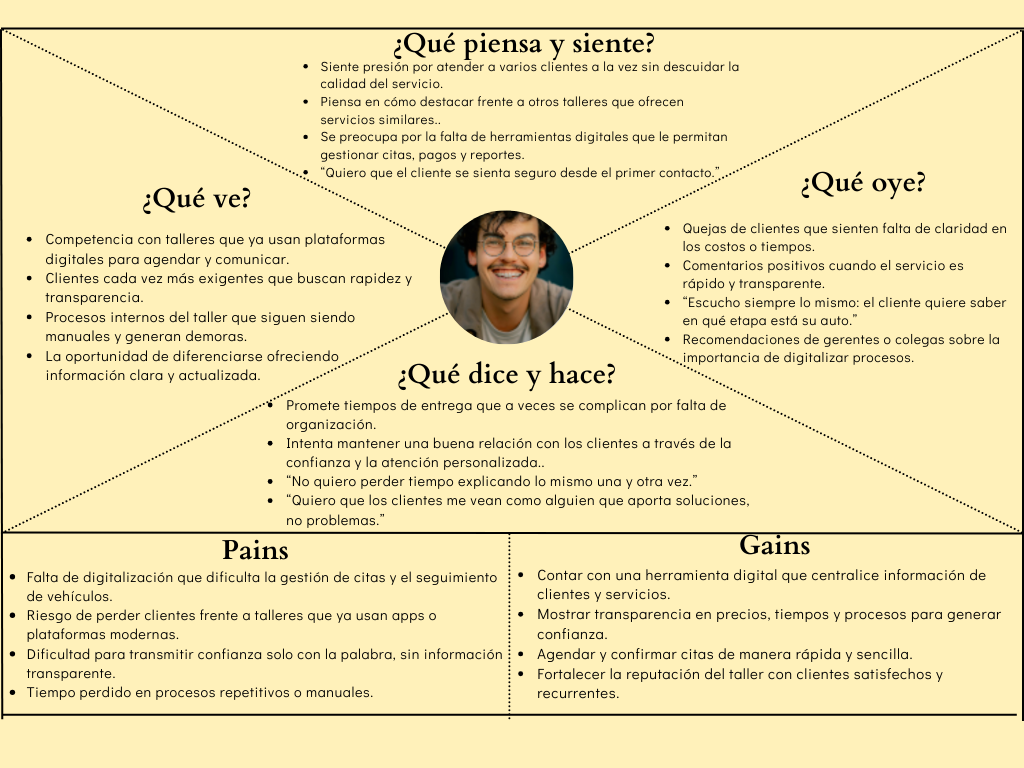 ¿Qué piensa y siente?
• Siente presión por atender a varios clientes a la vez sin descuidar la
calidad del servicio.
• Piensa en cómo destacar frente a otros talleres que ofrecen
servicios similares..
• Se preocupa por la falta de herramientas digitales que le permitan
gestionar citas, pagos y reportes.
• “Quiero que el cliente se sienta seguro desde el primer contacto.”
¿Qué ve?
• Competencia con talleres que ya usan plataformas
digitales para agendar y comunicar.
• Clientes cada vez más exigentes que buscan rapidez y
transparencia.
• Procesos internos del taller que siguen siendo
manuales y generan demoras.
• La oportunidad de diferenciarse ofreciendo
información clara y actualizada.
¿Qué oye?
• Quejas de clientes que sienten falta de claridad en
los costos o tiempos.
• Comentarios positivos cuando el servicio es
rápido y transparente.
• “Escucho siempre lo mismo: el cliente quiere saber
en qué etapa está su auto.”
• Recomendaciones de gerentes o colegas sobre la
importancia de digitalizar procesos.
¿Qué dice y hace?
• Promete tiempos de entrega que a veces se complican por falta de
organización.
• Intenta mantener una buena relación con los clientes a través de la
confianza y la atención personalizada..
• “No quiero perder tiempo explicando lo mismo una y otra vez.”
• “Quiero que los clientes me vean como alguien que aporta soluciones,
no problemas.”
Pains
• Falta de digitalización que dificulta la gestión de citas y el seguimiento
de vehículos.
• Riesgo de perder clientes frente a talleres que ya usan apps o
plataformas modernas.
• Dificultad para transmitir confianza solo con la palabra, sin información
transparente.
• Tiempo perdido en procesos repetitivos o manuales.
Gains
• Contar con una herramienta digital que centralice información de
clientes y servicios.
• Mostrar transparencia en precios, tiempos y procesos para generar
confianza.
• Agendar y confirmar citas de manera rápida y sencilla.
• Fortalecer la reputación del taller con clientes satisfechos y
recurrentes.